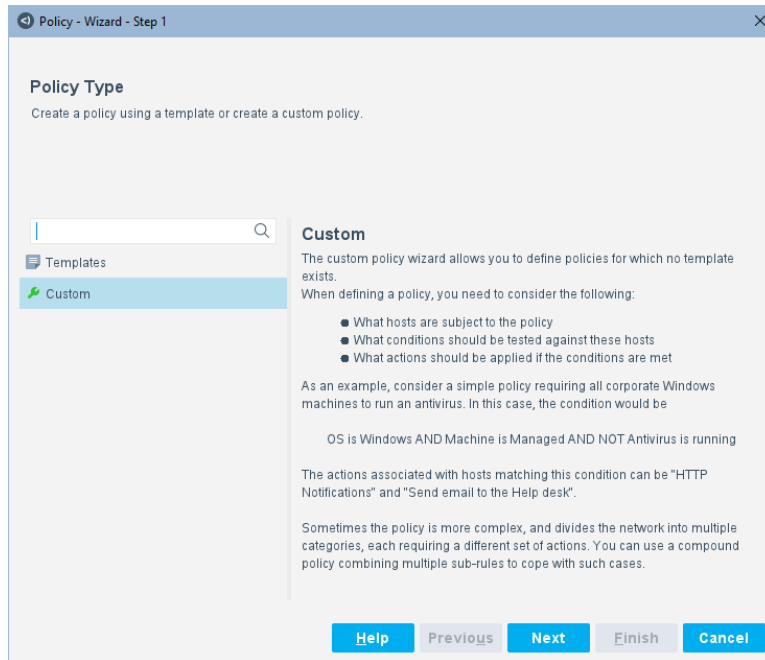 Policy - Wizard - Step 1
Policy Type
Create a policy using a template or create a custom policy.
Templates
Custom
Custom
The custom policy wizard allows you to define policies for which no template
exists.
When defining a policy, you need to consider the following:
What hosts are subject to the policy
What conditions should be tested against these hosts
What actions should be applied if the conditions are met
As an example, consider a simple policy requiring all corporate Windows
machines to run an antivirus. In this case, the condition would be
OS is Windows AND Machine is Managed AND NOT Antivirus is running
The actions associated with hosts matching this condition can be "HTTP
Notifications" and "Send email to the Help desk".
Sometimes the policy is more complex, and divides the network into multiple
categories, each requiring a different set of actions. You can use a compound
policy combining multiple sub-rules to cope with such cases.
Help Previous Next Finish Cancel